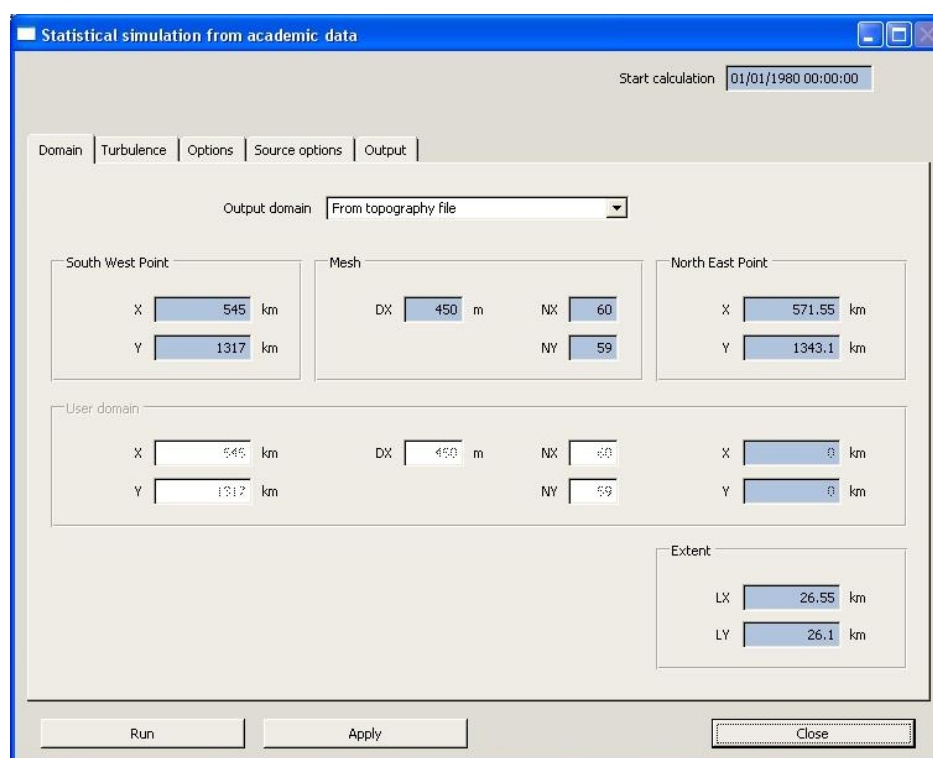 Statistical simulation from academic data
Start calculation 01/01/1980 00:00:00
Domain Turbulence Options Source options Output
Output domain From topography file
South West Point Mesh North East Point
X 545 km DX 450 m NX 60 X 571.55 km
Y 1317 km NY 59 Y 1343.1 km
User domain
X 545 km DX 450 m NX 60 X 0 km
Y 1317 km NY 59 Y 0 km
Extent
LX 26.55 km
LY 26.1 km
Run Apply Close